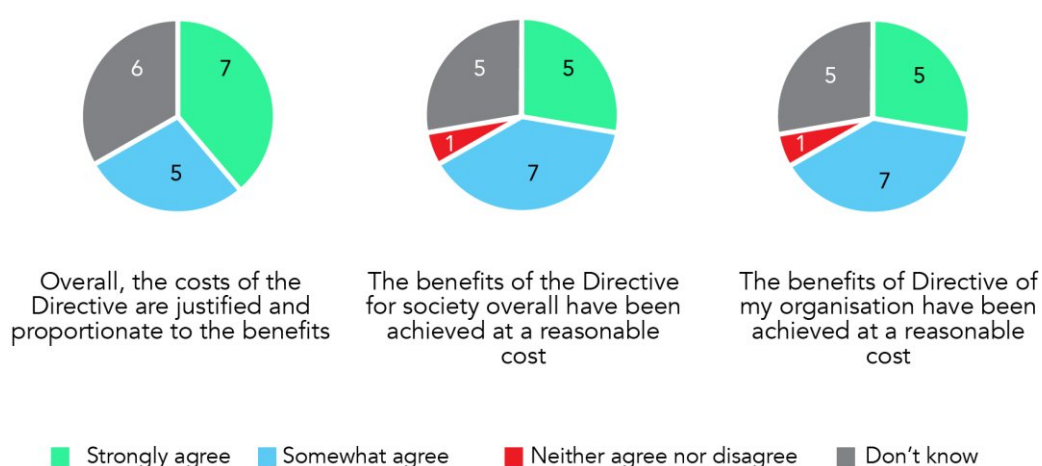 6
7
5
5
5
1
7
5
5
1
7
Overall, the costs of the
Directive are justified and
proportionate to the benefits
The benefits of the Directive
for society overall have been
achieved at a reasonable
cost
The benefits of Directive of
my organisation have been
achieved at a reasonable
cost
Strongly agree
Somewhat agree
Neither agree nor disagree
Don't know